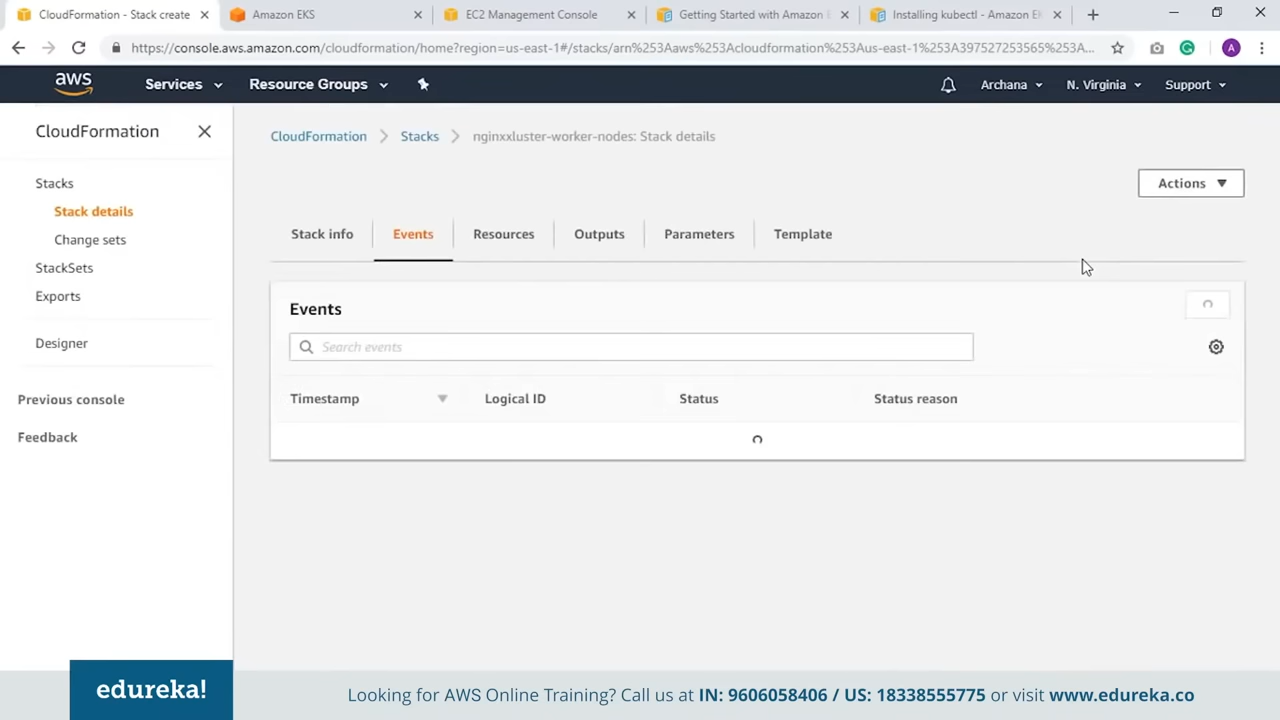 CloudFormation - Stack create
Amazon EKS
EC2 Management Console
Getting Started with Amazon E
Installing kubectl - Amazon EK
https://console.aws.amazon.com/cloudformation/home?region=us-east-1#/stacks/arn%253Aaws%253Acloudformation%253Aus-east-1%253A397527253565%253A...
A
aws
Services
Resource Groups
Archana
N. Virginia
Support
CloudFormation
Stacks
Stack details
Change sets
StackSets
Exports
Designer
Previous console
Feedback
CloudFormation
Stacks
nginxxluster-worker-nodes: Stack details
Actions
Stack info
Events
Resources
Outputs
Parameters
Template
Events
Search events
Timestamp
Logical ID
Status
Status reason
edureka!
Looking for AWS Online Training? Call us at IN: 9606058406 / US: 18338555775 or visit www.edureka.co